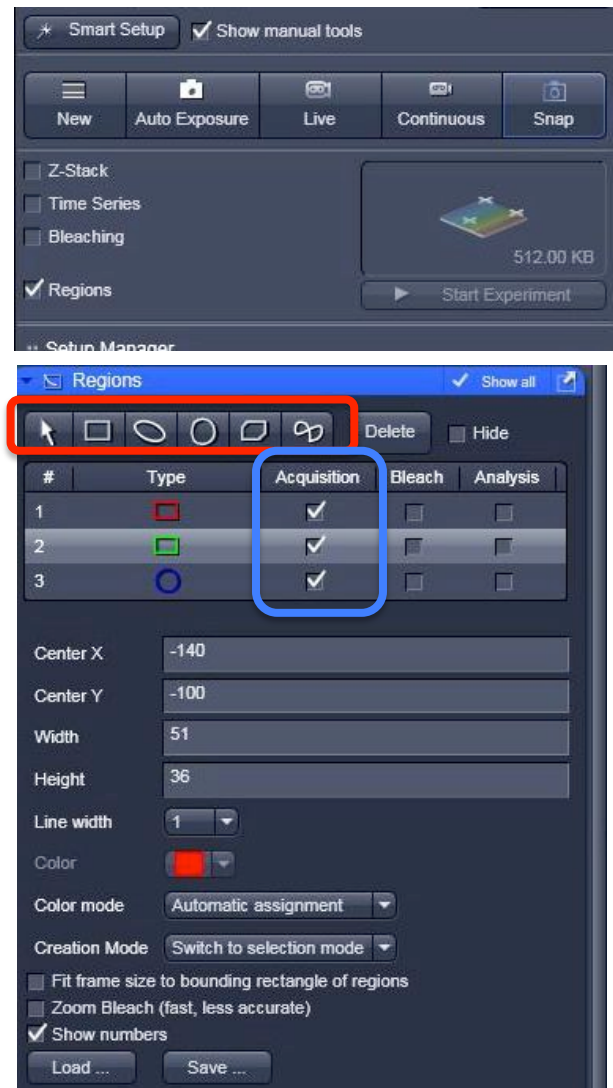 Smart Setup Show manual tools
New Auto Exposure Live Continuous Snap
Z-Stack
Time Series
Bleaching
512.00 KB
Regions Start Experiment
Setup Manager
Regions Show all
Delete Hide
# Type Acquisition Bleach Analysis
1
2
3
Center X -140
Center Y -100
Width 51
Height 36
Line width 1
Color
Color mode Automatic assignment
Creation Mode Switch to selection mode
Fit frame size to bounding rectangle of regions
Zoom Bleach (fast, less accurate)
Show numbers
Load ... Save ...